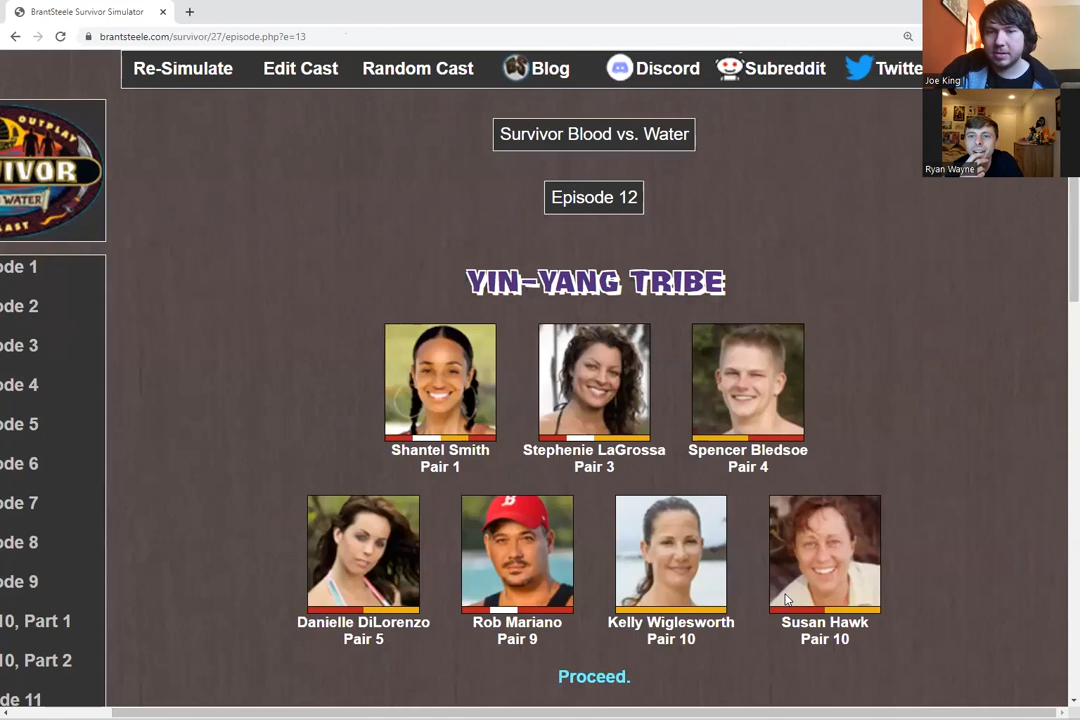 BrantSteele Survivor Simulator
brantsteele.com/survivor/27/episode.php?e=13
Joe King
Ryan Wayne
Re-Simulate Edit Cast Random Cast Blog Discord Subreddit Twitte
OUTPLAY
IVOR
WATER
AST
Survivor Blood vs. Water
Episode 12
YIN-YANG TRIBE
Shantel Smith
Pair 1
Stephenie LaGrossa
Pair 3
Spencer Bledsoe
Pair 4
B
Danielle DiLorenzo
Pair 5
Rob Mariano
Pair 9
Kelly Wiglesworth
Pair 10
Susan Hawk
Pair 10
Proceed.
ode 1
ode 2
ode 3
ode 4
ode 5
ode 6
ode 7
ode 8
ode 9
10, Part 1
10, Part 2
de 11